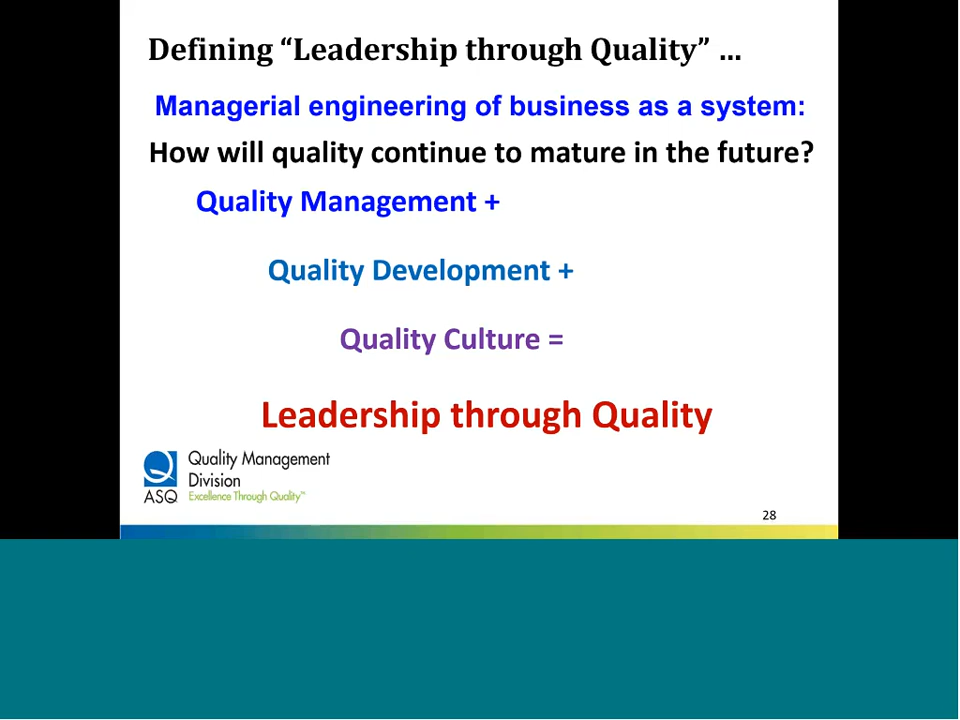 Defining “Leadership through Quality” ...
Managerial engineering of business as a system:
How will quality continue to mature in the future?
Quality Management +
Quality Development +
Quality Culture =
Leadership through Quality
Quality Management
Division
ASQ Excellence Through Quality™
28